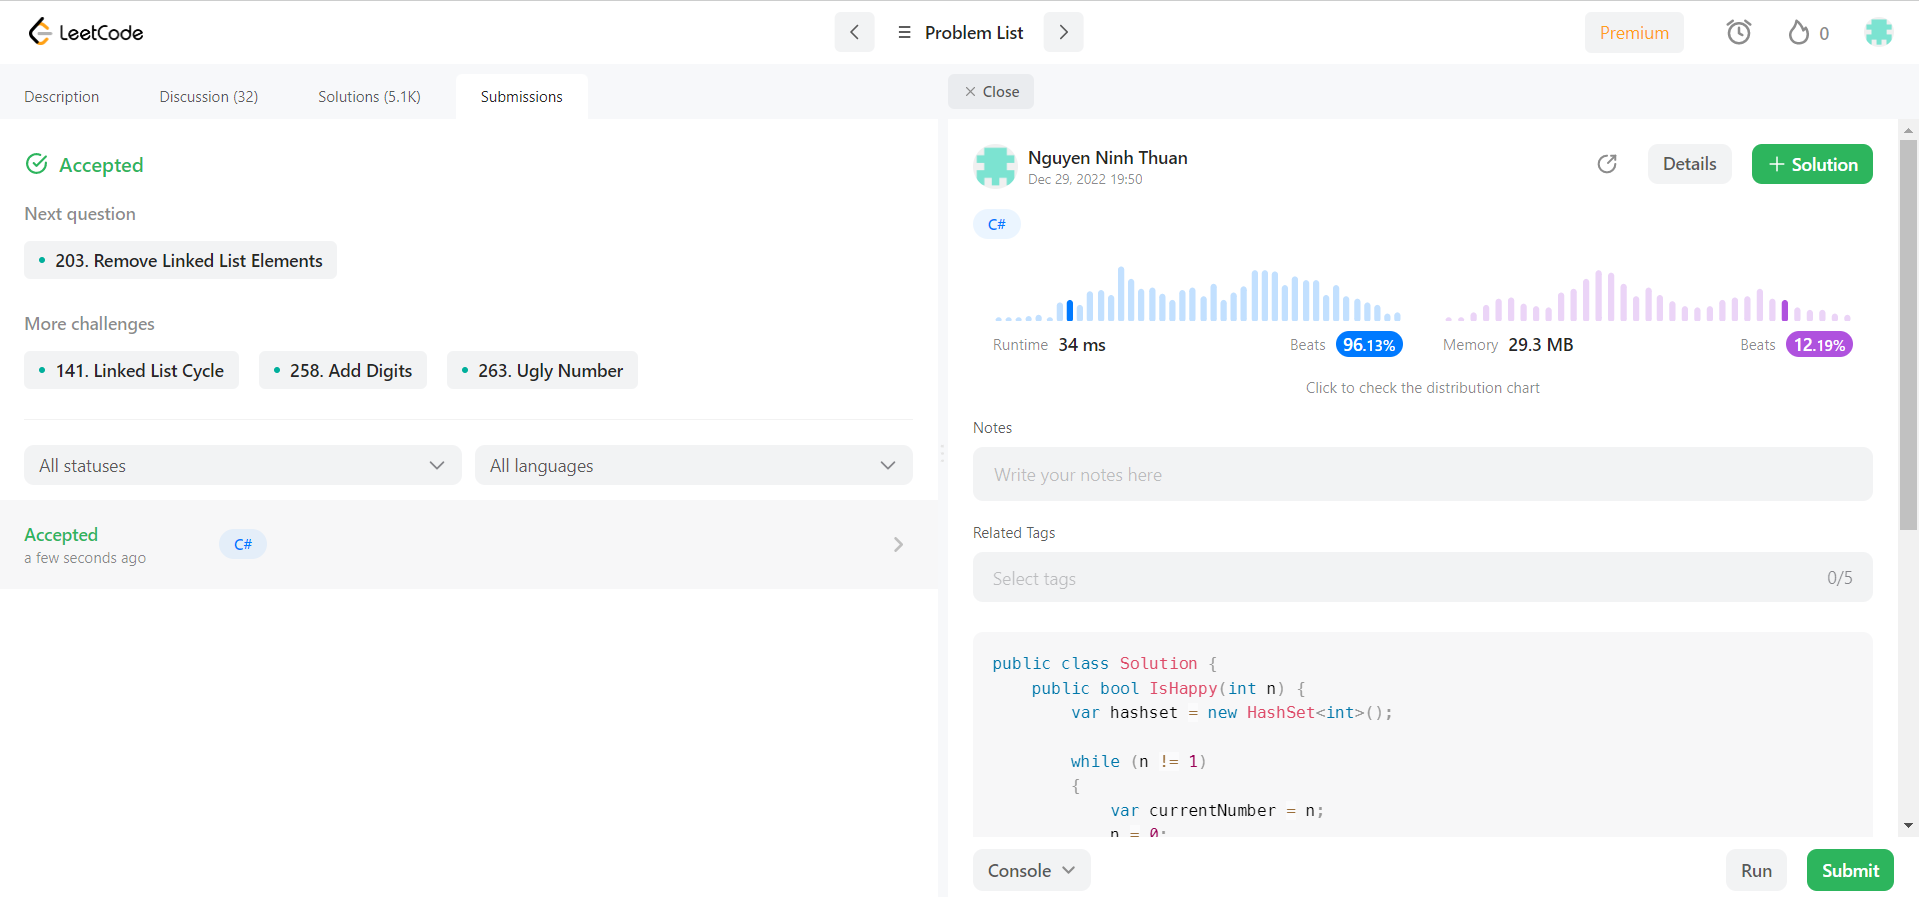 LeetCode
Problem List
Premium
0
Description
Discussion (32)
Solutions (5.1K)
Submissions
Close
Accepted
Next question
203. Remove Linked List Elements
More challenges
141. Linked List Cycle
258. Add Digits
263. Ugly Number
All statuses
All languages
Accepted
a few seconds ago
C#
Nguyen Ninh Thuan
Dec 29, 2022 19:50
Details
+ Solution
C#
Runtime 34 ms
Beats 96.13%
Memory 29.3 MB
Beats 12.19%
Click to check the distribution chart
Notes
Write your notes here
Related Tags
Select tags
0/5
public class Solution {
public bool IsHappy(int n) {
var hashset = new HashSet<int>();
while (n != 1)
{
var currentNumber = n;
n = 0;
Console
Run
Submit